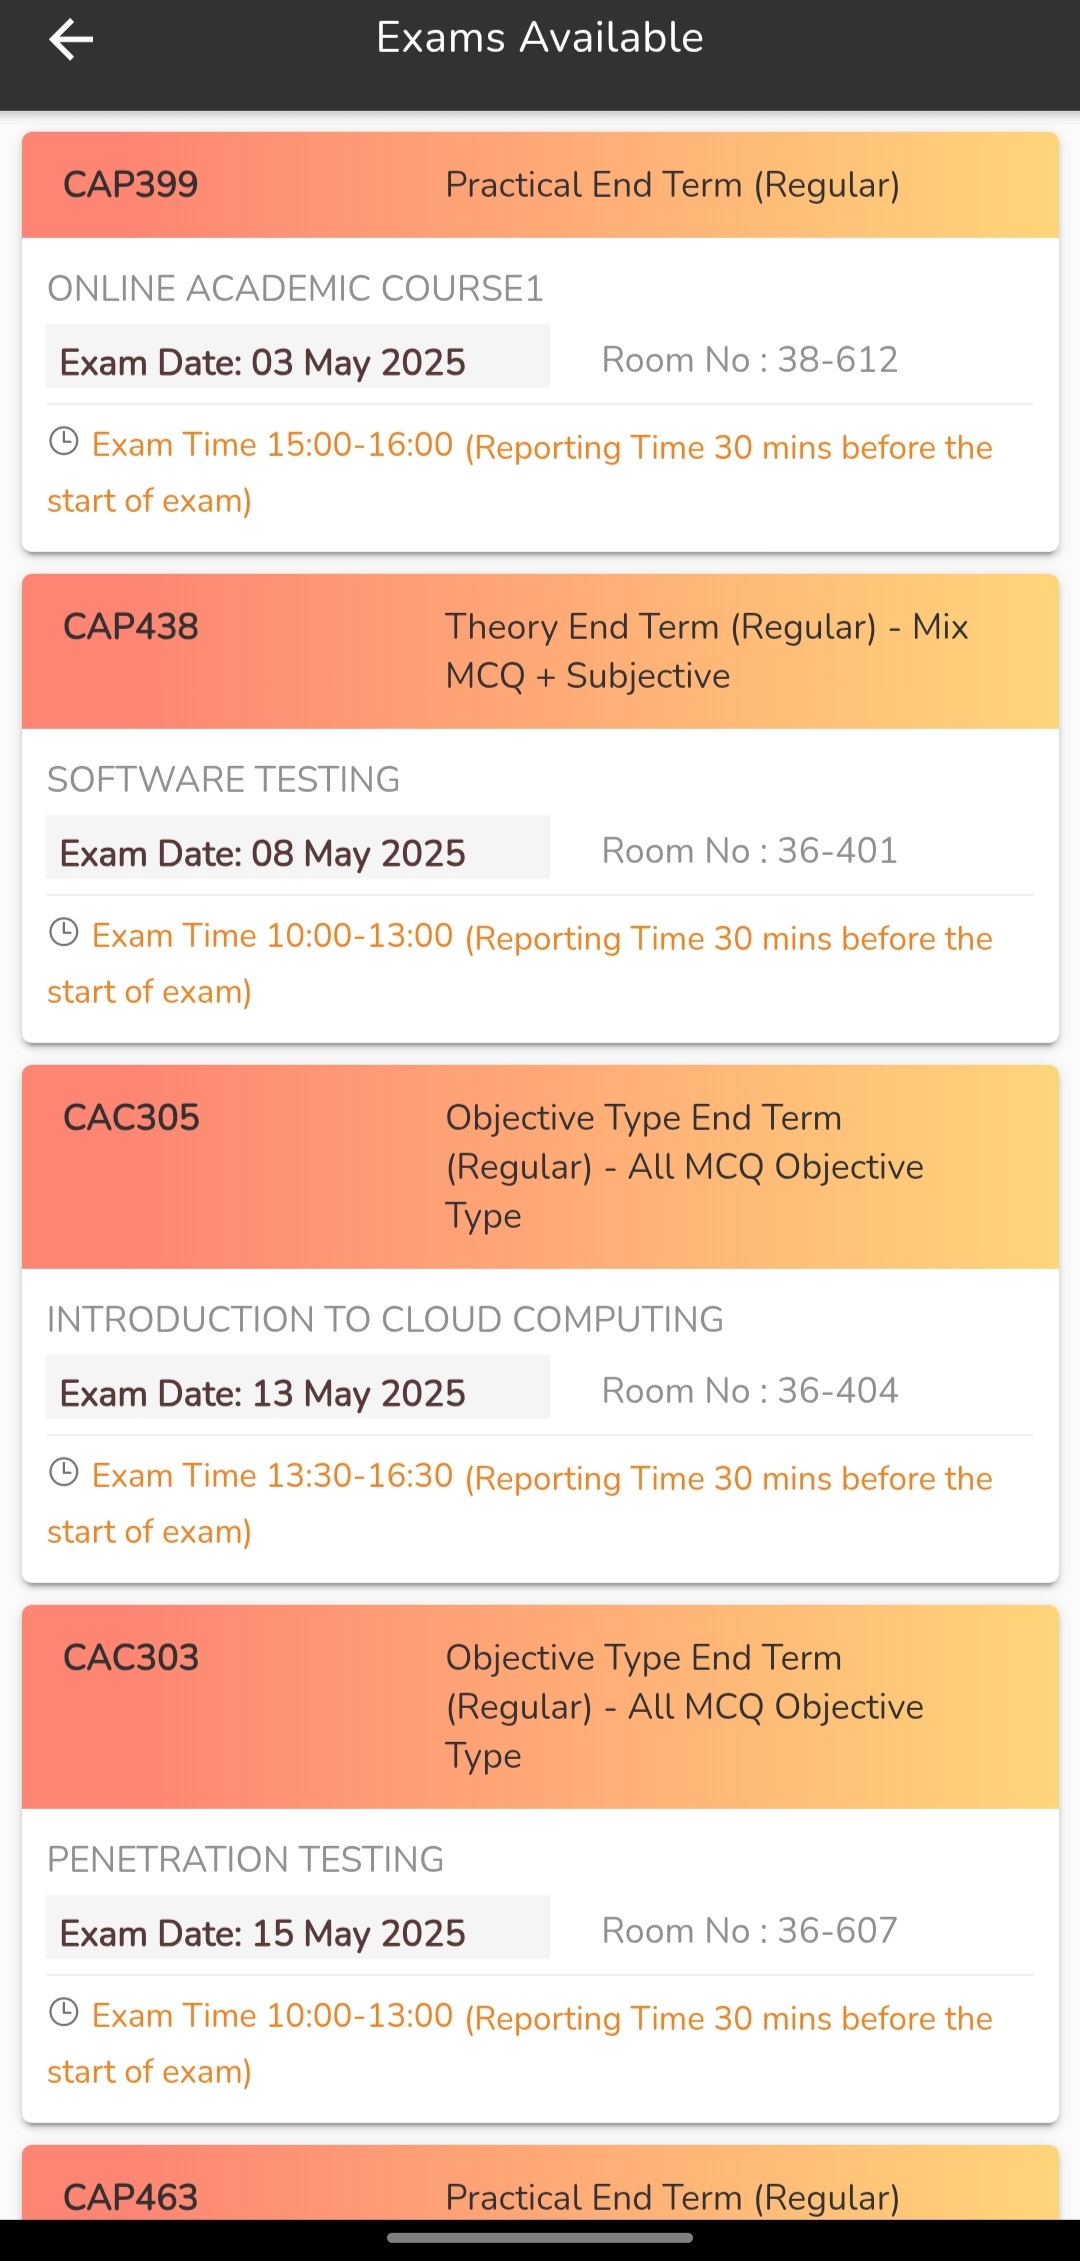 Exams Available
CAP399 Practical End Term (Regular)
ONLINE ACADEMIC COURSE1
Exam Date: 03 May 2025 Room No : 38-612
Exam Time 15:00-16:00 (Reporting Time 30 mins before the
start of exam)
CAP438 Theory End Term (Regular) - Mix
MCQ + Subjective
SOFTWARE TESTING
Exam Date: 08 May 2025 Room No : 36-401
Exam Time 10:00-13:00 (Reporting Time 30 mins before the
start of exam)
CAC305 Objective Type End Term
(Regular) - All MCQ Objective
Type
INTRODUCTION TO CLOUD COMPUTING
Exam Date: 13 May 2025 Room No : 36-404
Exam Time 13:30-16:30 (Reporting Time 30 mins before the
start of exam)
CAC303 Objective Type End Term
(Regular) - All MCQ Objective
Type
PENETRATION TESTING
Exam Date: 15 May 2025 Room No : 36-607
Exam Time 10:00-13:00 (Reporting Time 30 mins before the
start of exam)
CAP463 Practical End Term (Regular)